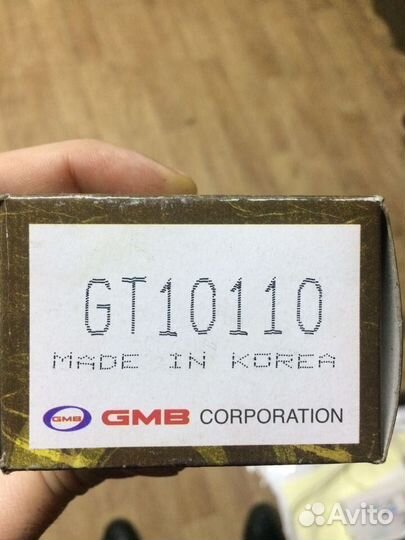 GT10110
MADE IN KOREA
GMB GMB CORPORATION
Avito